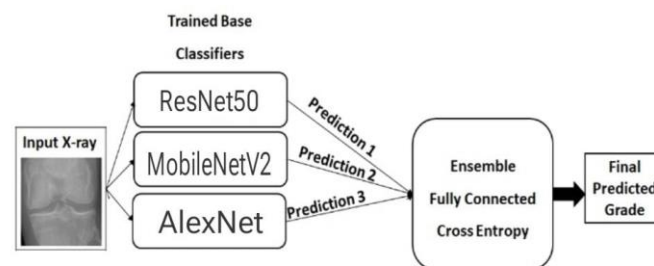 Trained Base
Classifiers
Input X-ray
ResNet50
MobileNetV2
AlexNet
Prediction 1
Prediction 2
Prediction 3
Ensemble
Fully Connected
Cross Entropy
Final
Predicted
Grade